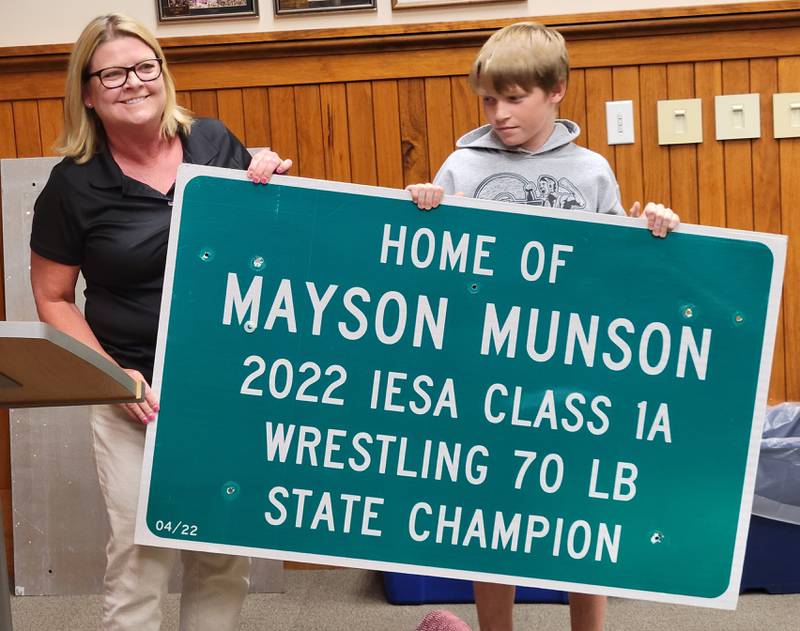 HOME OF
MAYSON MUNSON
2022 IESA CLASS 1A
WRESTLING 70 LB
STATE CHAMPION
04/22